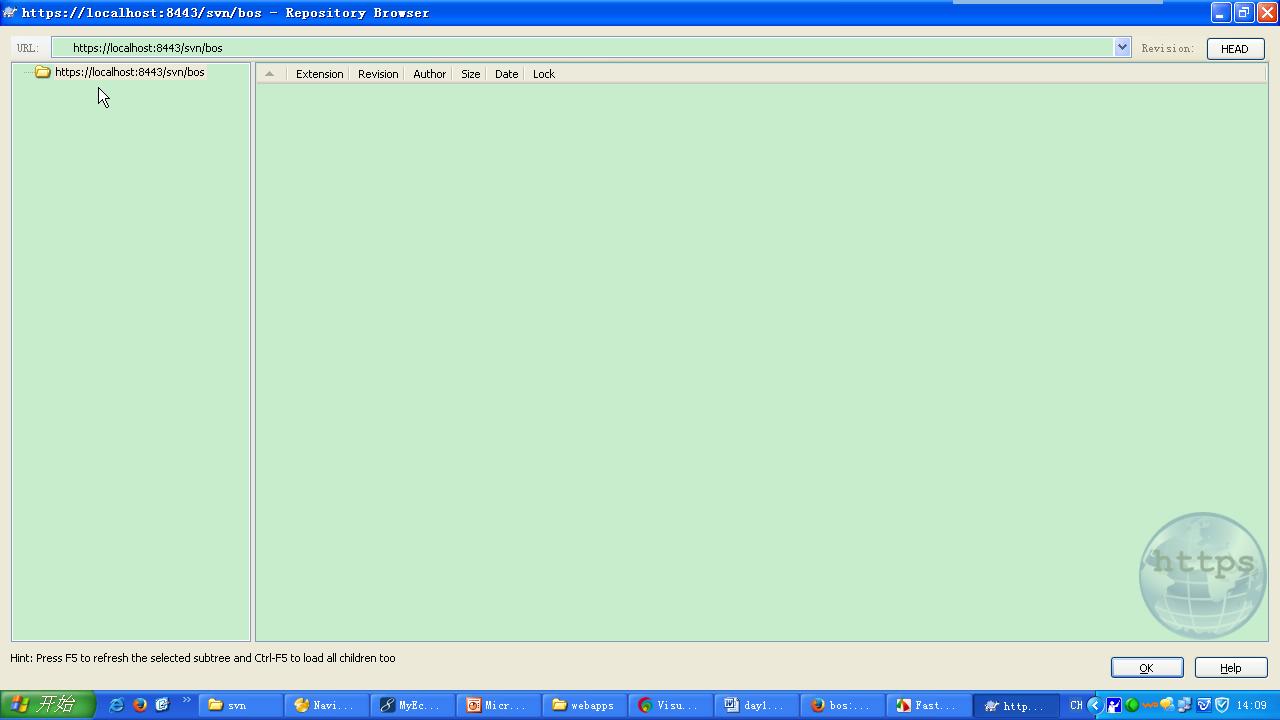 https://localhost:8443/svn/bos - Repository Browser
URL: https://localhost:8443/svn/bos Revision: HEAD
https://localhost:8443/svn/bos
Extension Revision Author Size Date Lock
https
Hint: Press F5 to refresh the selected subtree and Ctrl-F5 to load all children too
OK Help
开始 svn Navi... MyEc... Micr... webapps Visu... day1... bos:... Fast... http... CH 14:09